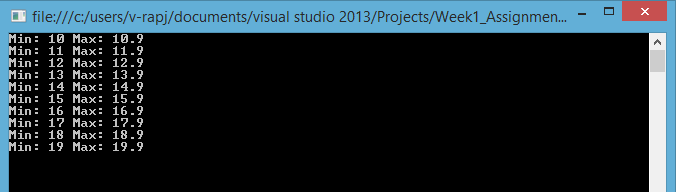 file:///c:/users/v-rapj/documents/visual studio 2013/Projects/Week1_Assignmen...
Min: 10 Max: 10.9
Min: 11 Max: 11.9
Min: 12 Max: 12.9
Min: 13 Max: 13.9
Min: 14 Max: 14.9
Min: 15 Max: 15.9
Min: 16 Max: 16.9
Min: 17 Max: 17.9
Min: 18 Max: 18.9
Min: 19 Max: 19.9